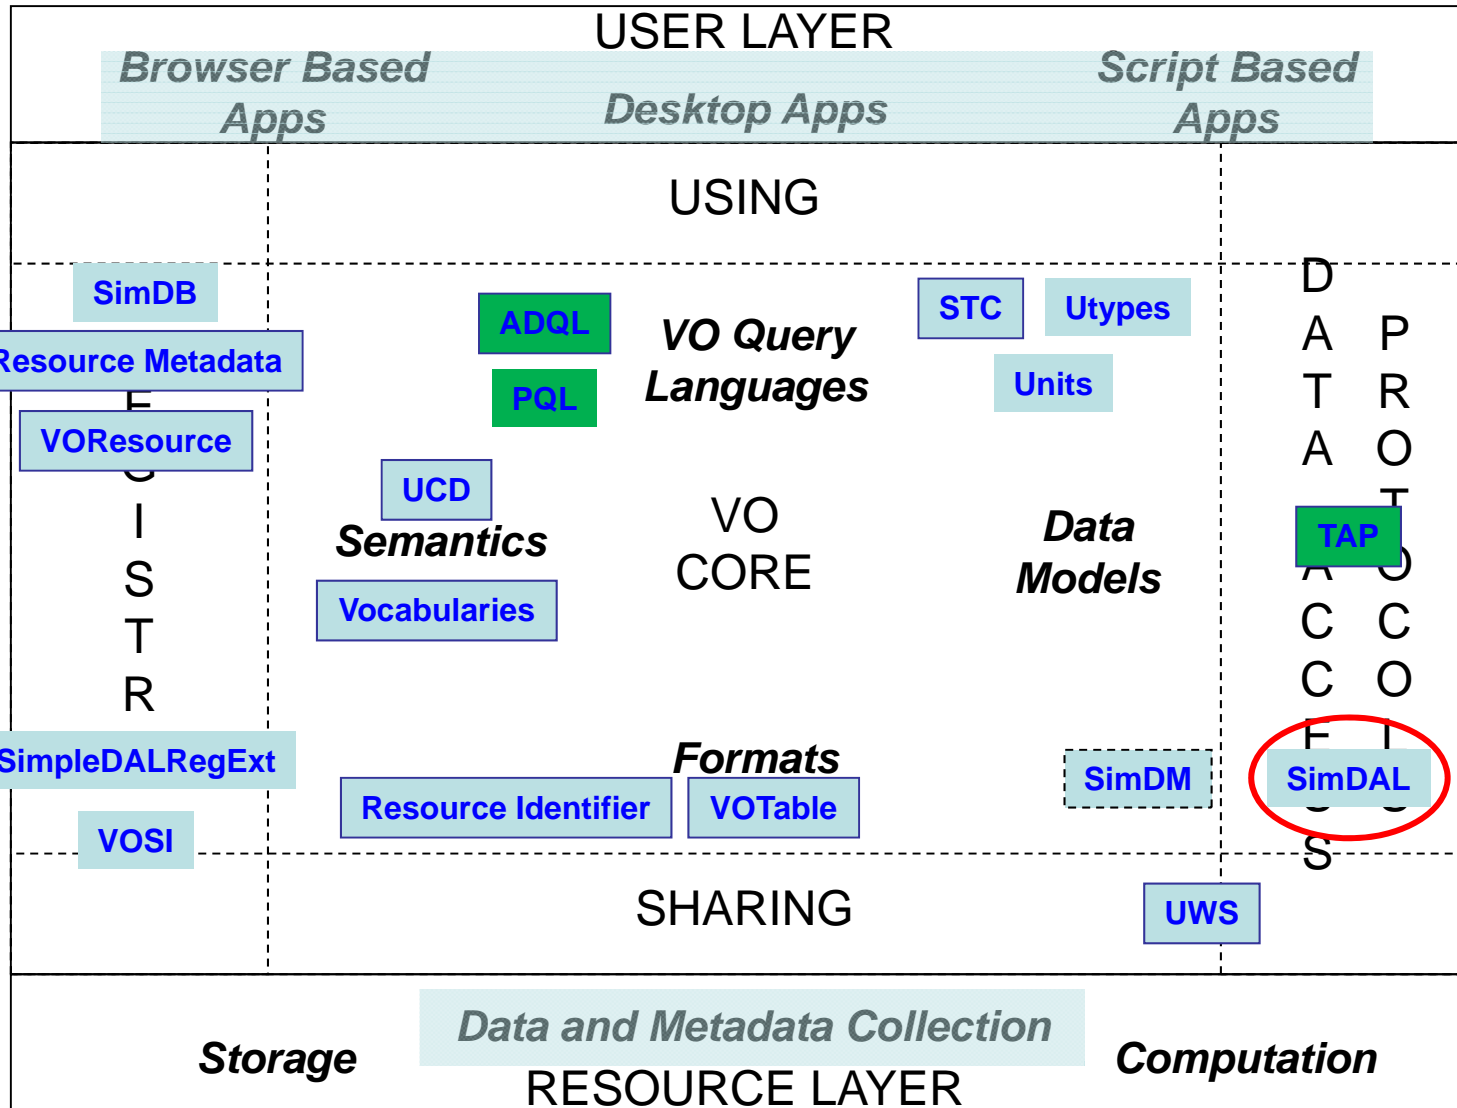 USER LAYER
Browser Based
Apps
Desktop Apps
Script Based
Apps
USING
SimDB
Resource Metadata
VOResource
E
G
I
S
T
R
SimpleDALRegExt
VOSI
ADQL
PQL
VO Query
Languages
STC
Utypes
Units
UCD
Semantics
Vocabularies
VO
CORE
Data
Models
Formats
Resource Identifier
VOTable
SimDM
D
A
T
A
A
C
C
E
S
S
P
R
O
T
O
C
O
L
S
TAP
SimDAL
SHARING
UWS
Storage
Data and Metadata Collection
Computation
RESOURCE LAYER